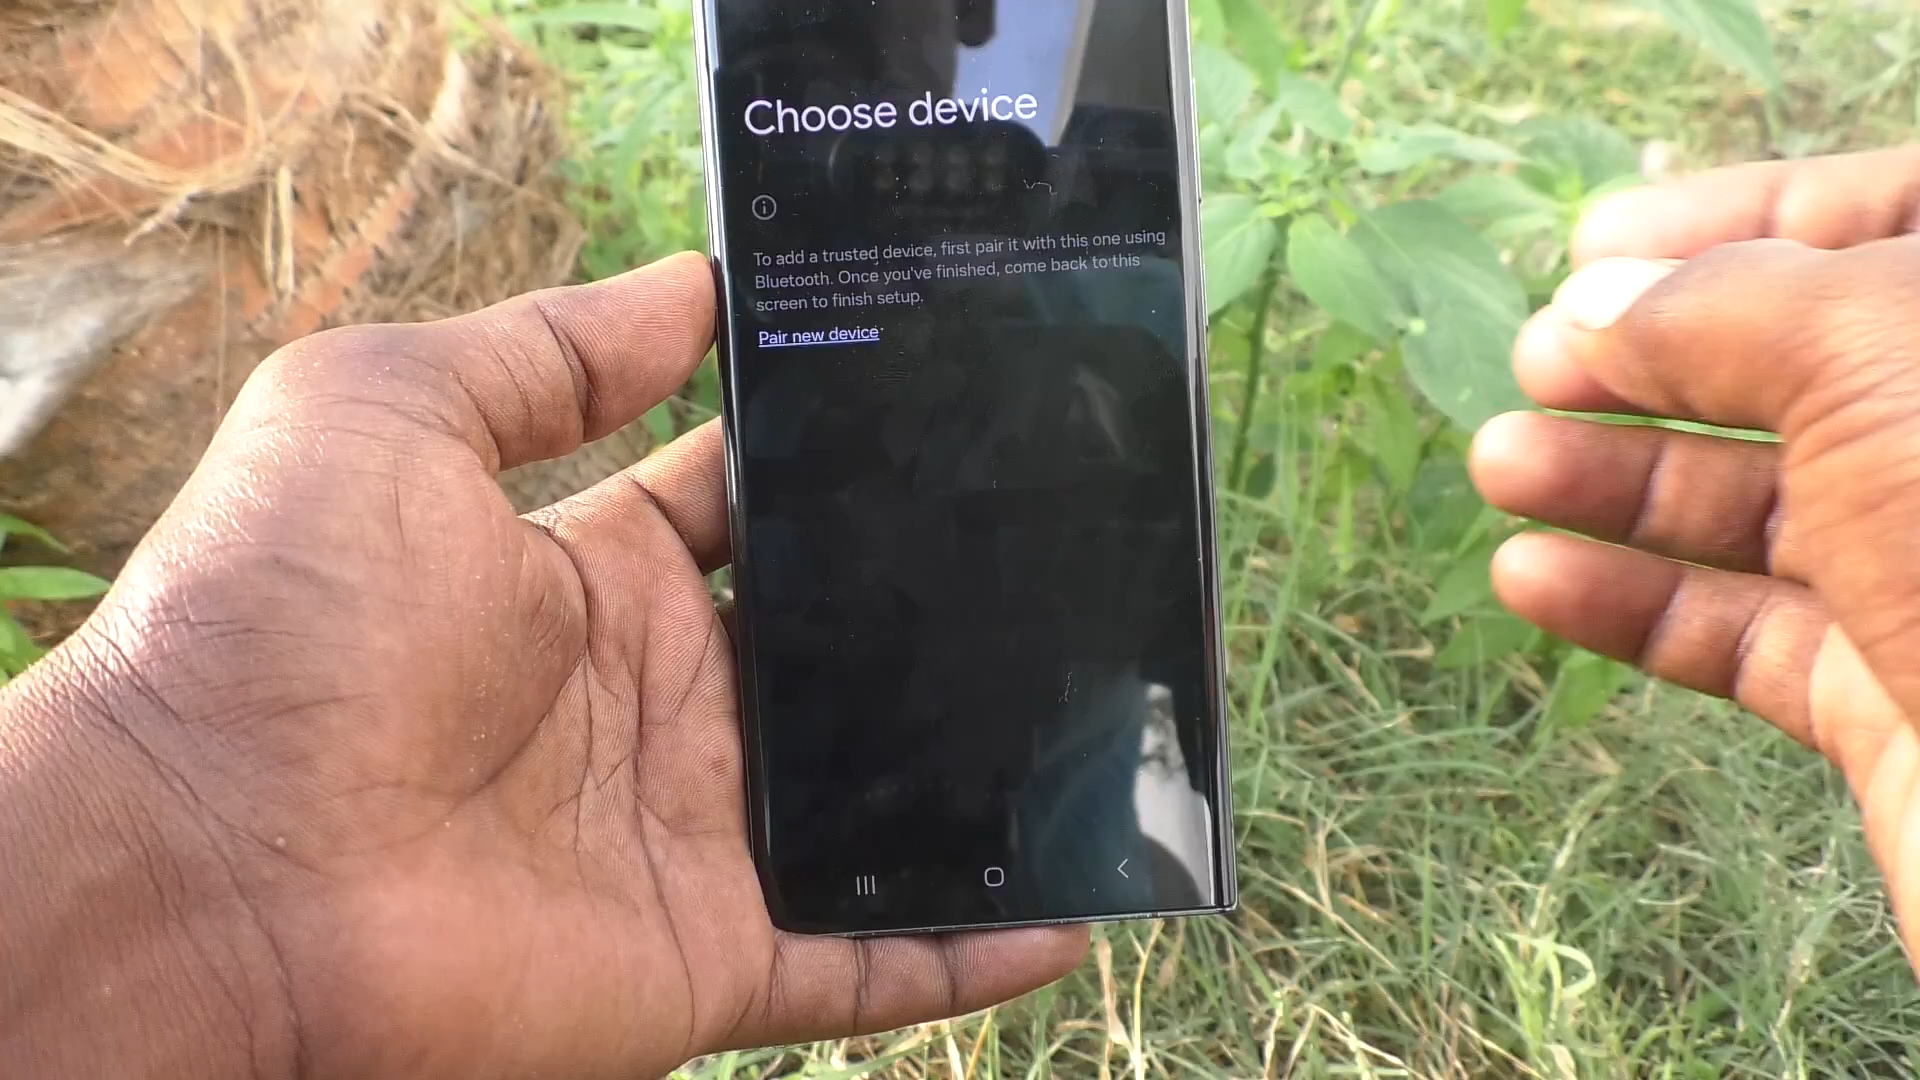 Choose device
To add a trusted device, first pair it with this one using
Bluetooth. Once you've finished, come back to this
screen to finish setup.
Pair new device